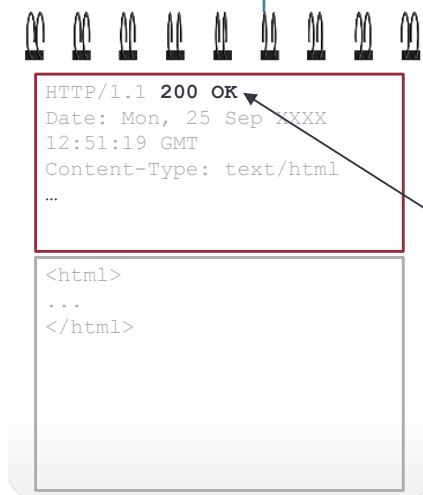 HTTP/1.1 200 OK
Date: Mon, 25 Sep XXXX
12:51:19 GMT
Content-Type: text/html
…
<html>
...
</html>